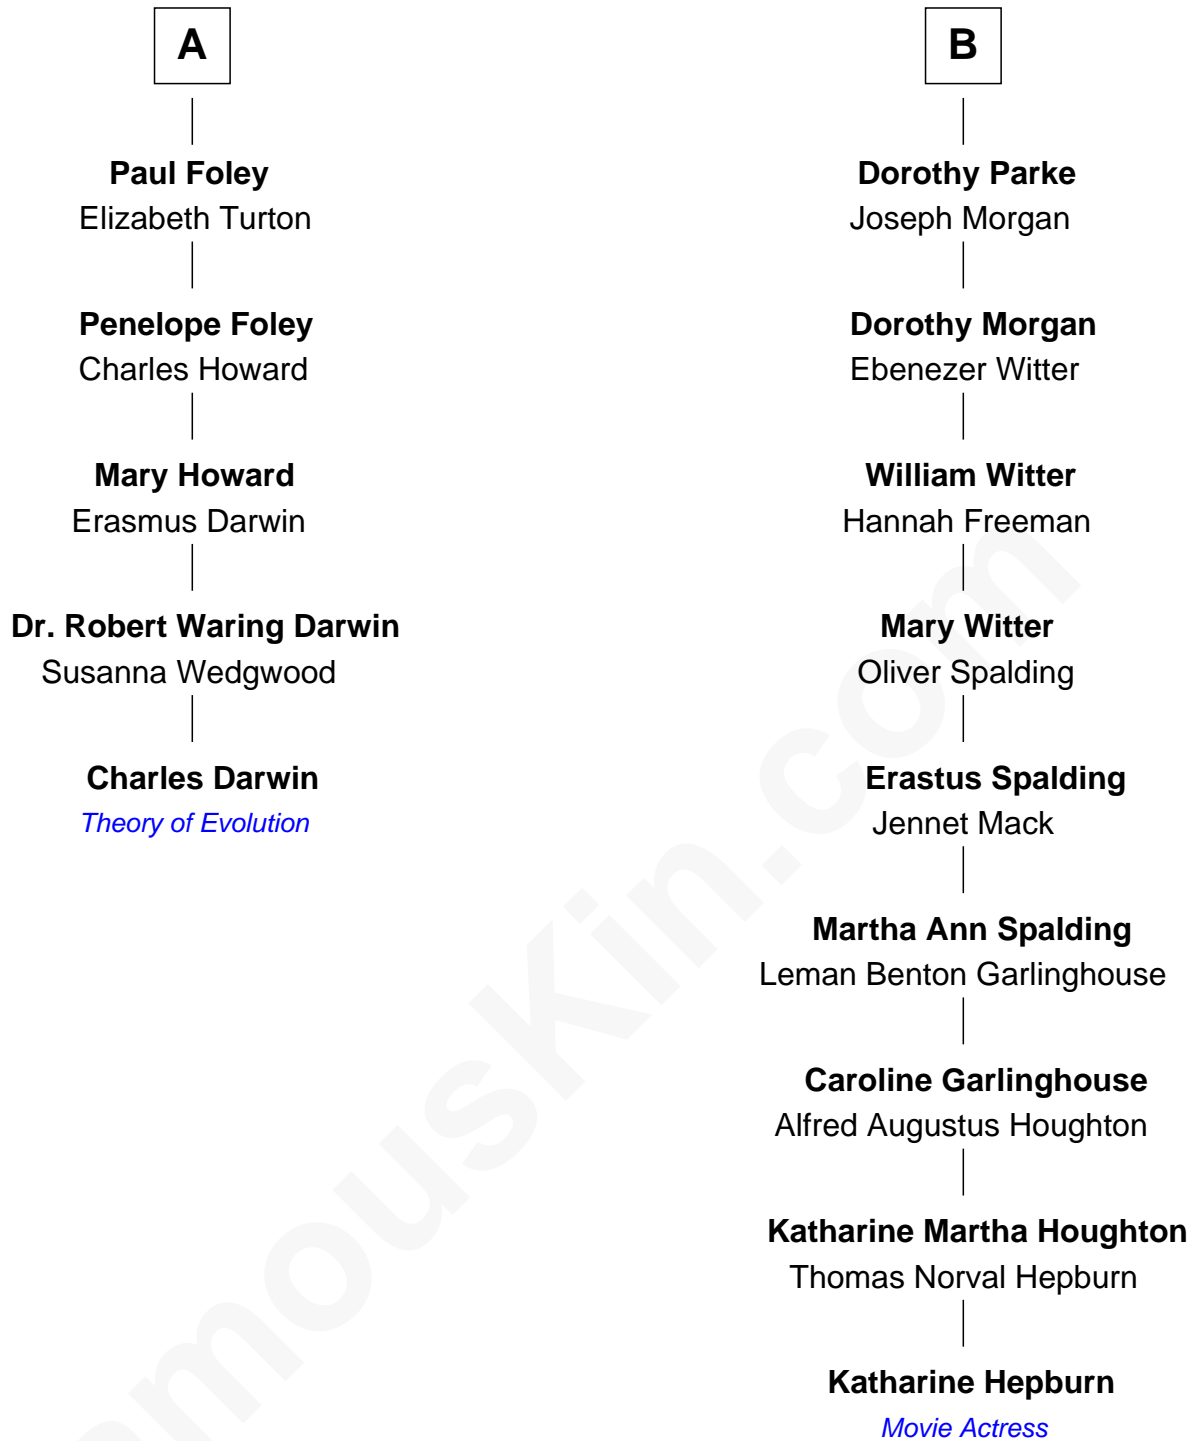 A
Paul Foley
Elizabeth Turton
Penelope Foley
Charles Howard
Mary Howard
Erasmus Darwin
Dr. Robert Waring Darwin
Susanna Wedgwood
Charles Darwin
Theory of Evolution
B
Dorothy Parke
Joseph Morgan
Dorothy Morgan
Ebenezer Witter
William Witter
Hannah Freeman
Mary Witter
Oliver Spalding
Erastus Spalding
Jennet Mack
Martha Ann Spalding
Leman Benton Garlinghouse
Caroline Garlinghouse
Alfred Augustus Houghton
Katharine Martha Houghton
Thomas Norval Hepburn
Katharine Hepburn
Movie Actress
mouskin.com